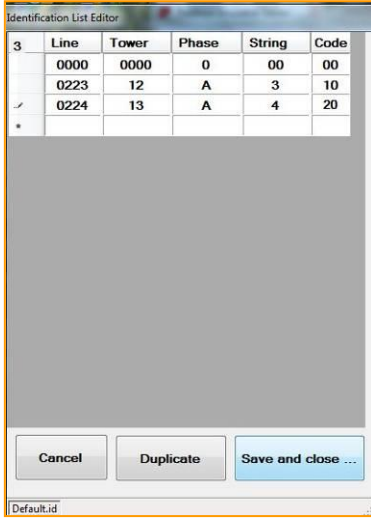 Identification List Editor
3 Line Tower Phase String Code
0000 0000 0 00 00
0223 12 A 3 10
0224 13 A 4 20
*
Cancel Duplicate Save and close ...
Default.id